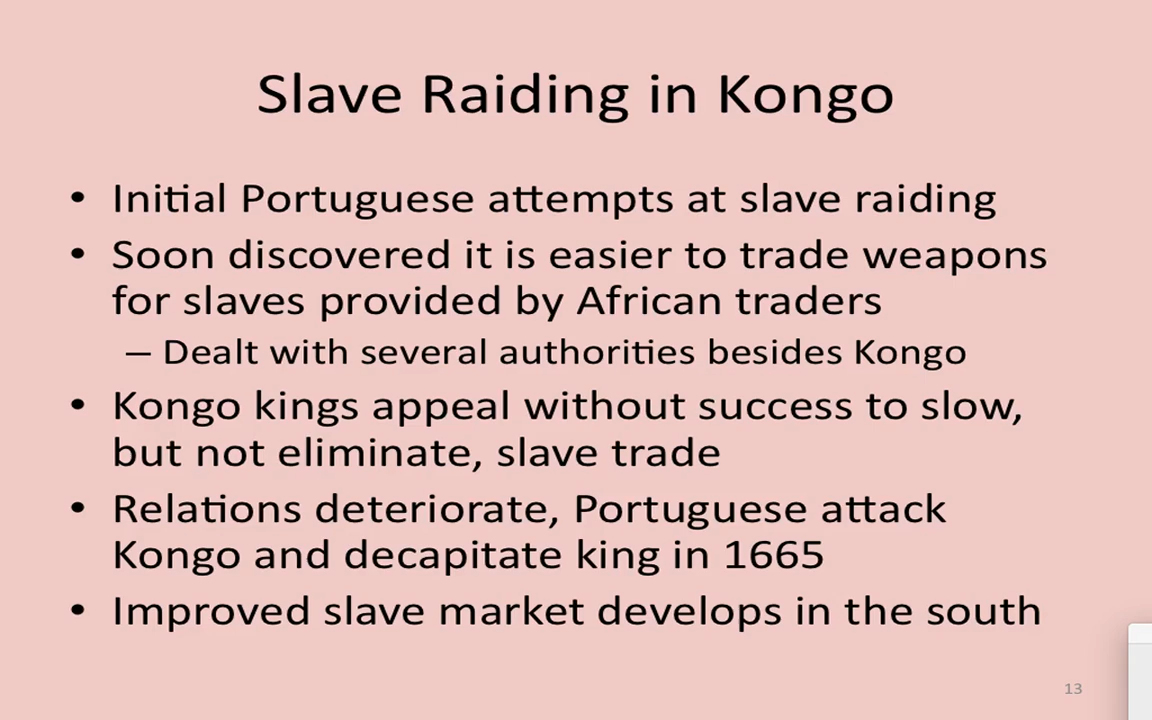 Slave Raiding in Kongo
• Initial Portuguese attempts at slave raiding
• Soon discovered it is easier to trade weapons
for slaves provided by African traders
– Dealt with several authorities besides Kongo
• Kongo kings appeal without success to slow,
but not eliminate, slave trade
• Relations deteriorate, Portuguese attack
Kongo and decapitate king in 1665
• Improved slave market develops in the south
13